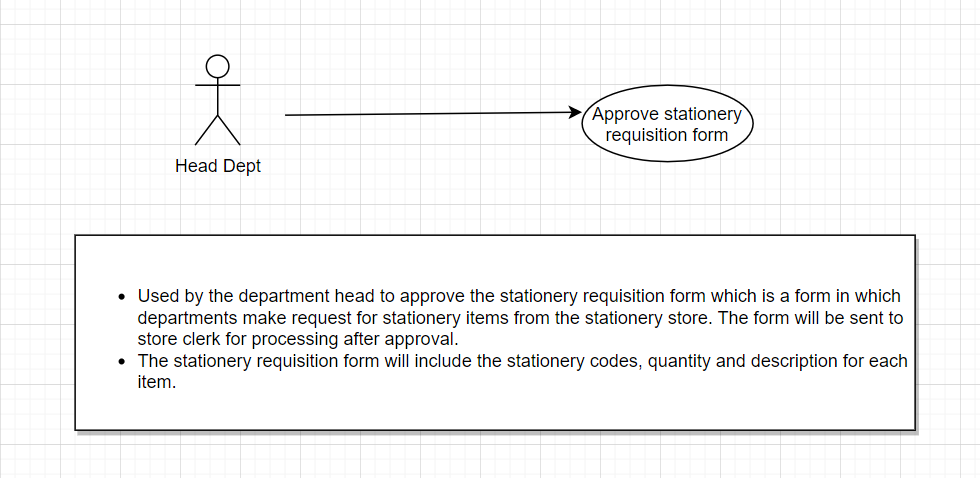 Approve stationery
requisition form
Head Dept
• Used by the department head to approve the stationery requisition form which is a form in which
departments make request for stationery items from the stationery store. The form will be sent to
store clerk for processing after approval.
• The stationery requisition form will include the stationery codes, quantity and description for each
item.